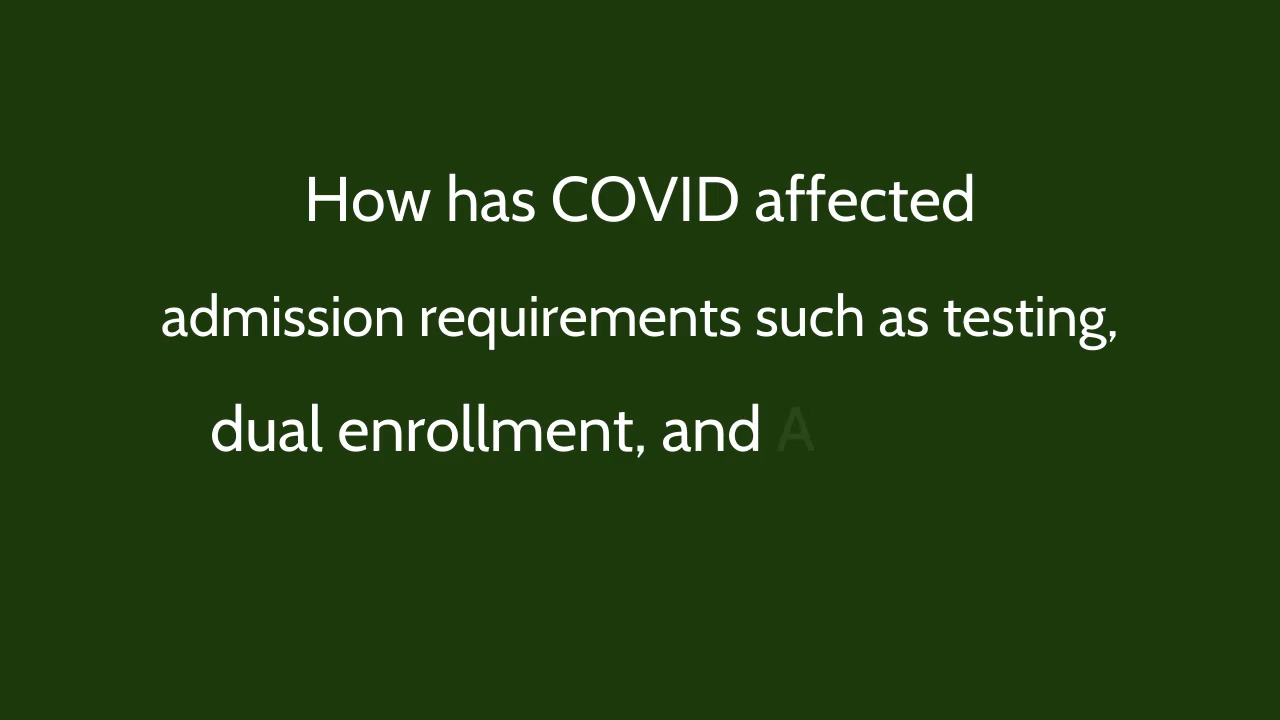 How has COVID affected
admission requirements such as testing,
dual enrollment, and A